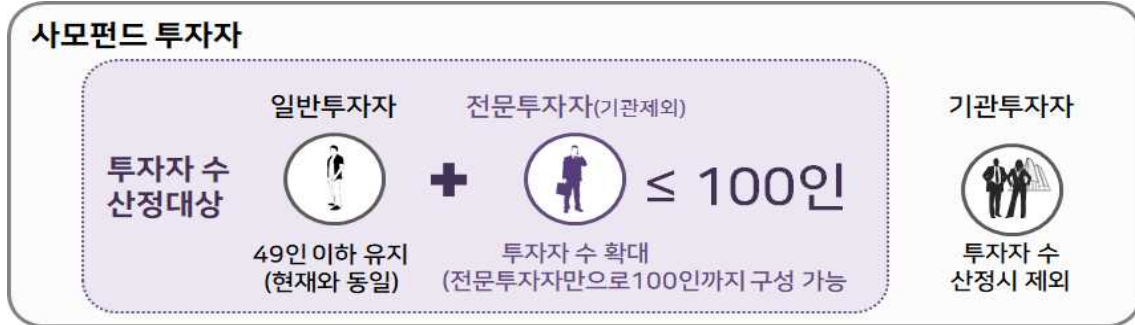 사모펀드 투자자
일반투자자
전문투자자(기관제외)
기관투자자
투자자 수
산정대상
+
≤ 100인
49인 이하 유지
(현재와 동일)
투자자 수 확대
(전문투자자만으로100인까지 구성 가능
투자자 수
산정시 제외